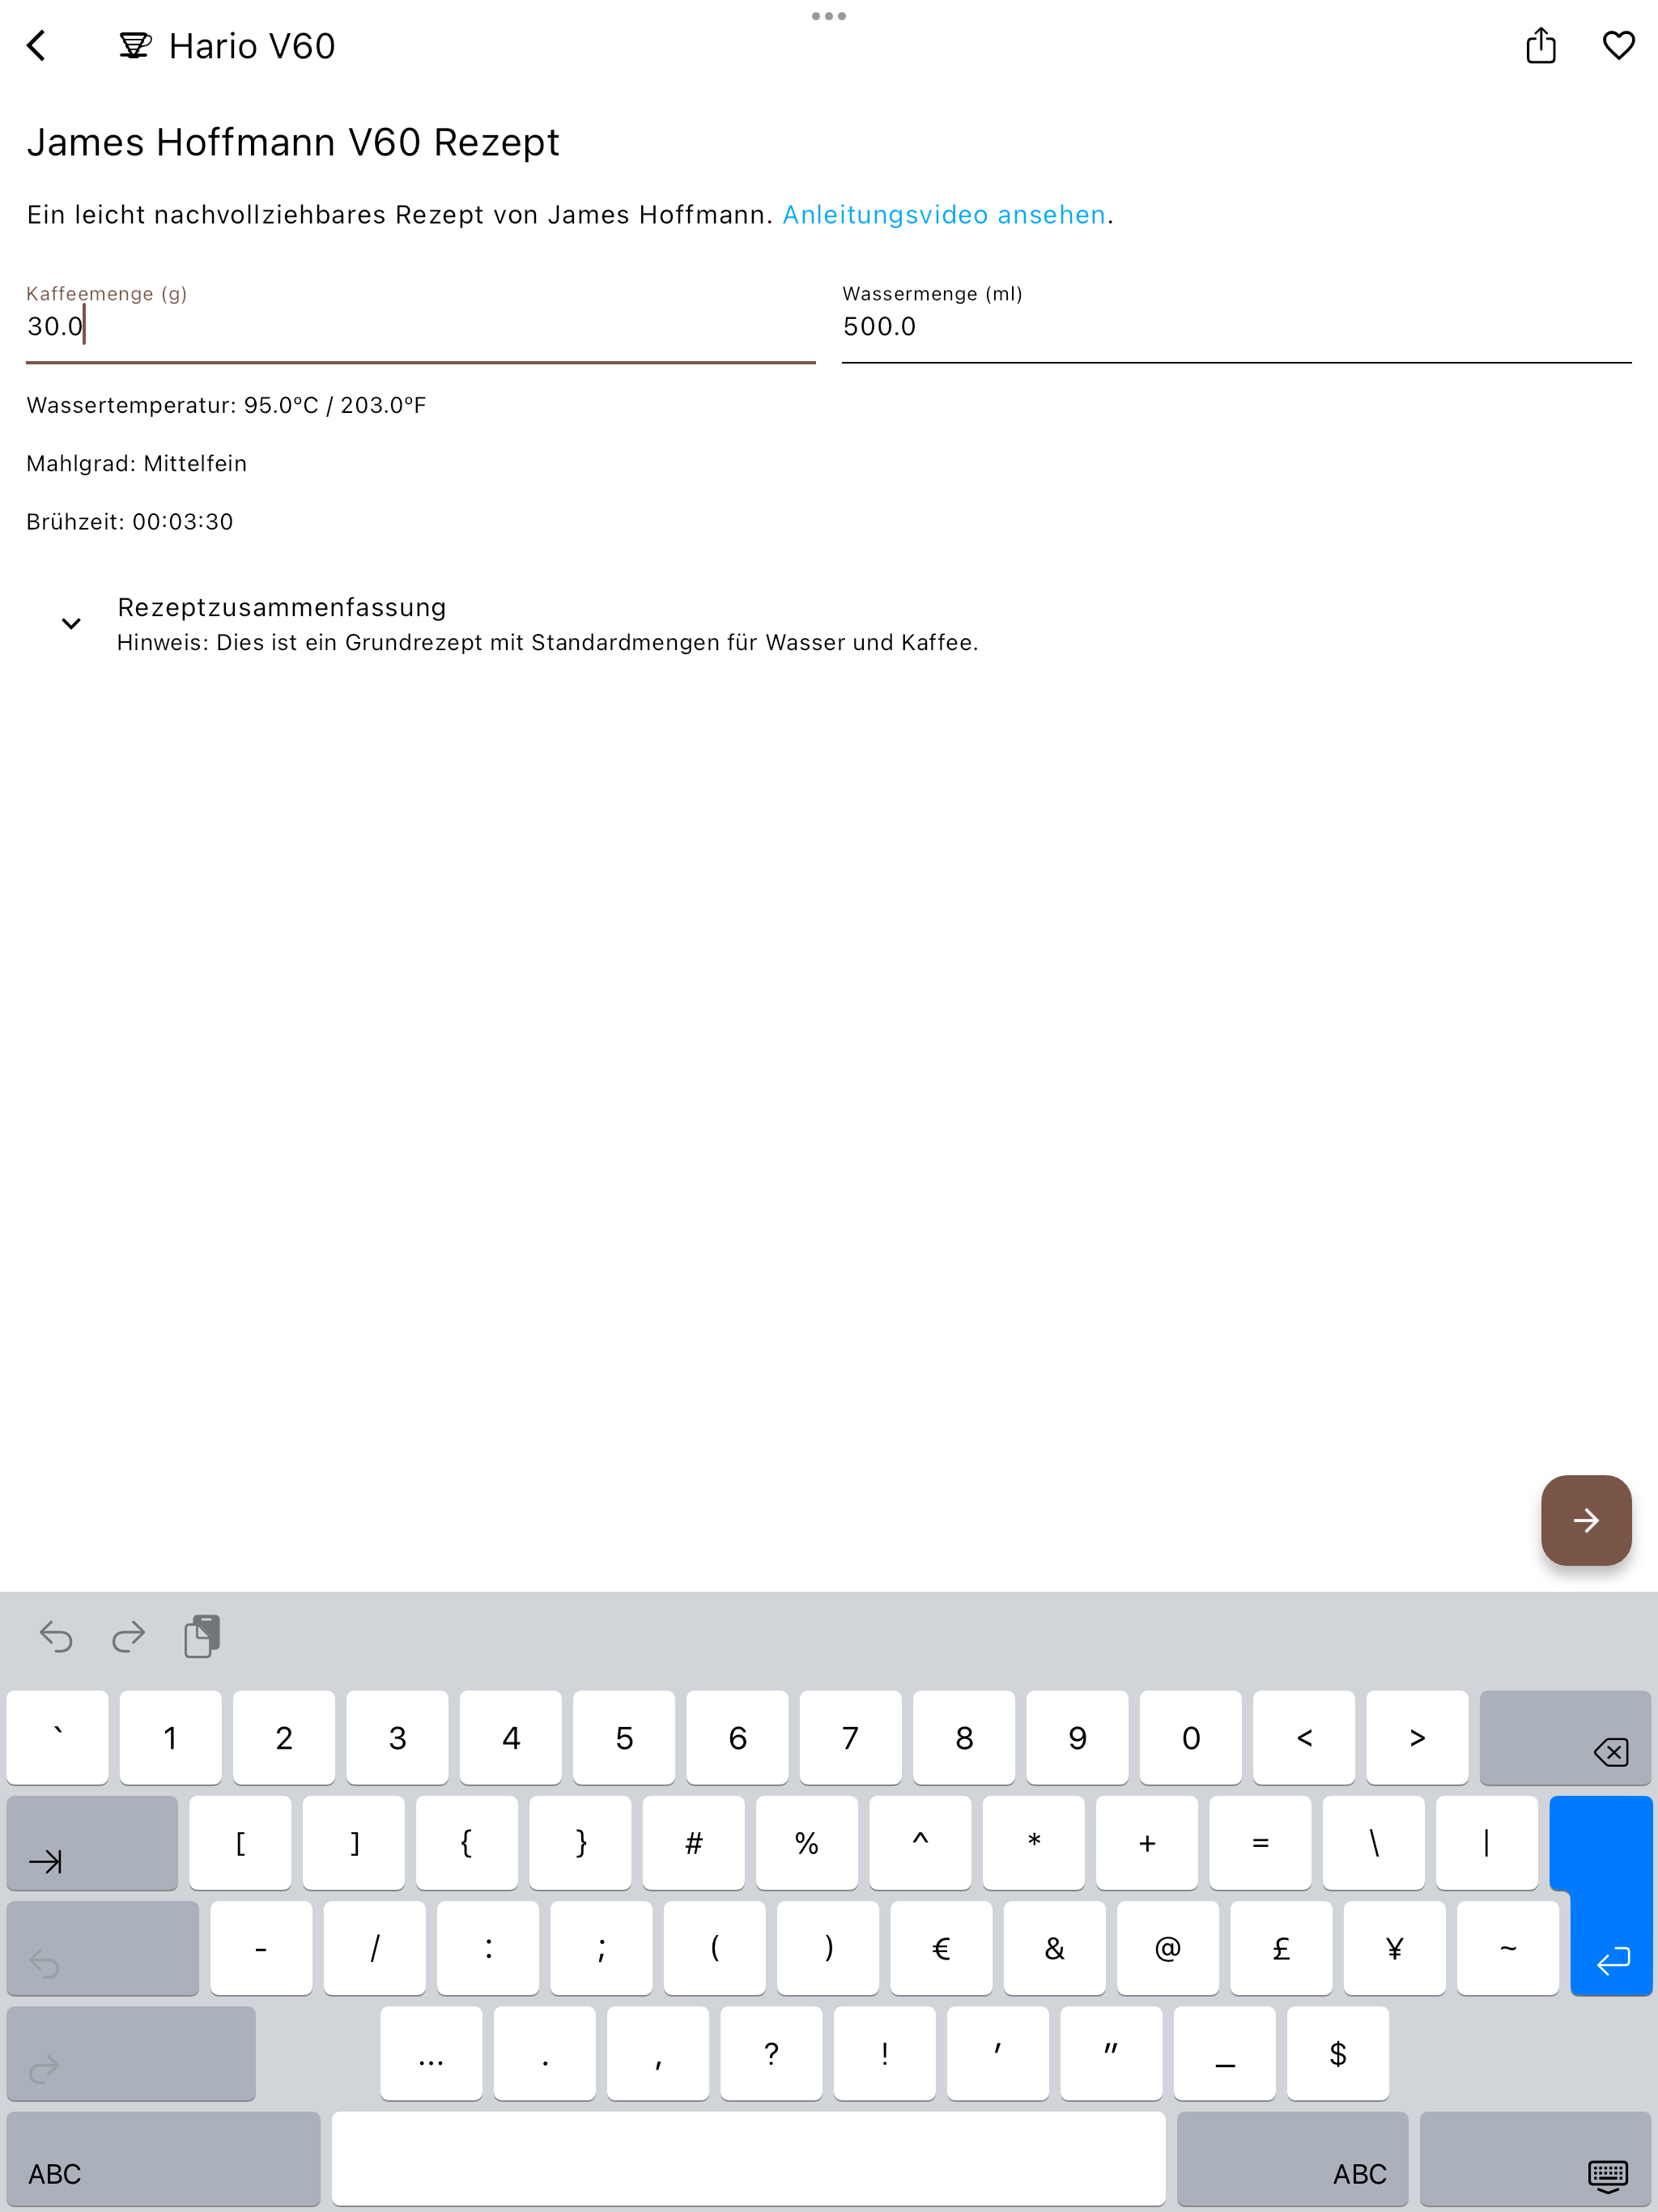 Hario V60
James Hoffmann V60 Rezept
Ein leicht nachvollziehbares Rezept von James Hoffmann. Anleitungsvideo ansehen.
Kaffeemenge (g) Wassermenge (ml)
30.0 500.0
Wassertemperatur: 95.0ºC / 203.0ºF
Mahlgrad: Mittelfein
Brühzeit: 00:03:30
Rezeptzusammenfassung
Hinweis: Dies ist ein Grundrezept mit Standardmengen für Wasser und Kaffee.
` 1 2 3 4 5 6 7 8 9 0 < >
[ ] { } # % ^ * + = \ |
- / : ; ( ) € & @ £ ¥ ~
... . , ? ! ' " _ $
ABC ABC